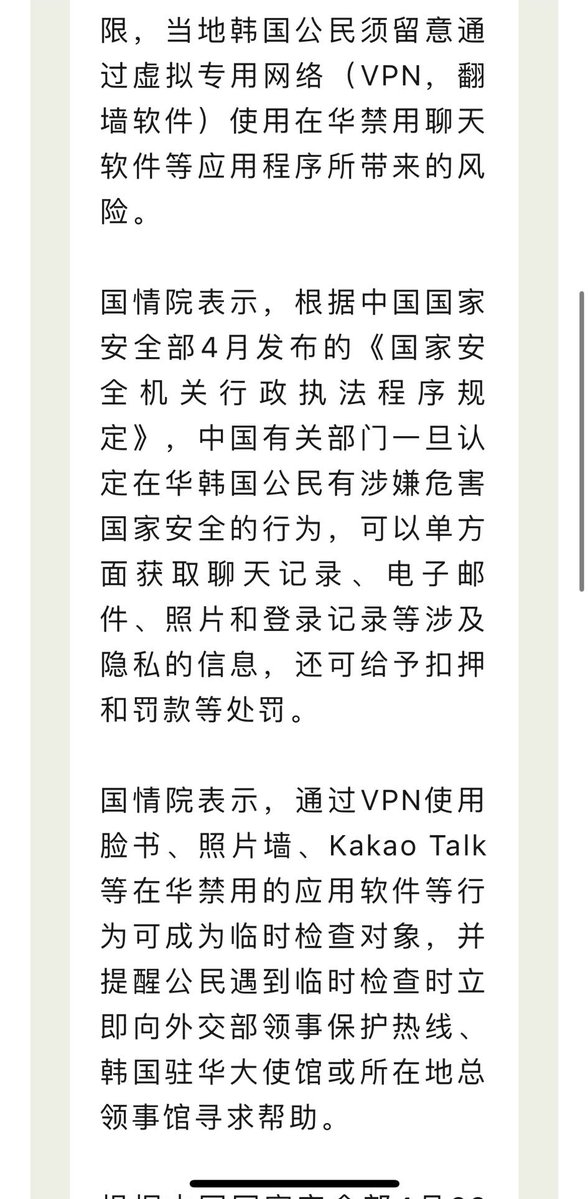 限，当地韩国公民须留意通
过虚拟专用网络（VPN，翻
墙软件）使用在华禁用聊天
软件等应用程序所带来的风
险。
国情院表示，根据中国国家
安全部4月发布的《国家安
全机关行政执法程序规
定》，中国有关部门一旦认
定在华韩国公民有涉嫌危害
国家安全的行为，可以单方
面获取聊天记录、电子邮
件、照片和登录记录等涉及
隐私的信息，还可给予扣押
和罚款等处罚。
国情院表示，通过VPN使用
脸书、照片墙、Kakao Talk
等在华禁用的应用软件等行
为可成为临时检查对象，并
提醒公民遇到临时检查时立
即向外交部领事保护热线、
韩国驻华大使馆或所在地总
领事馆寻求帮助。